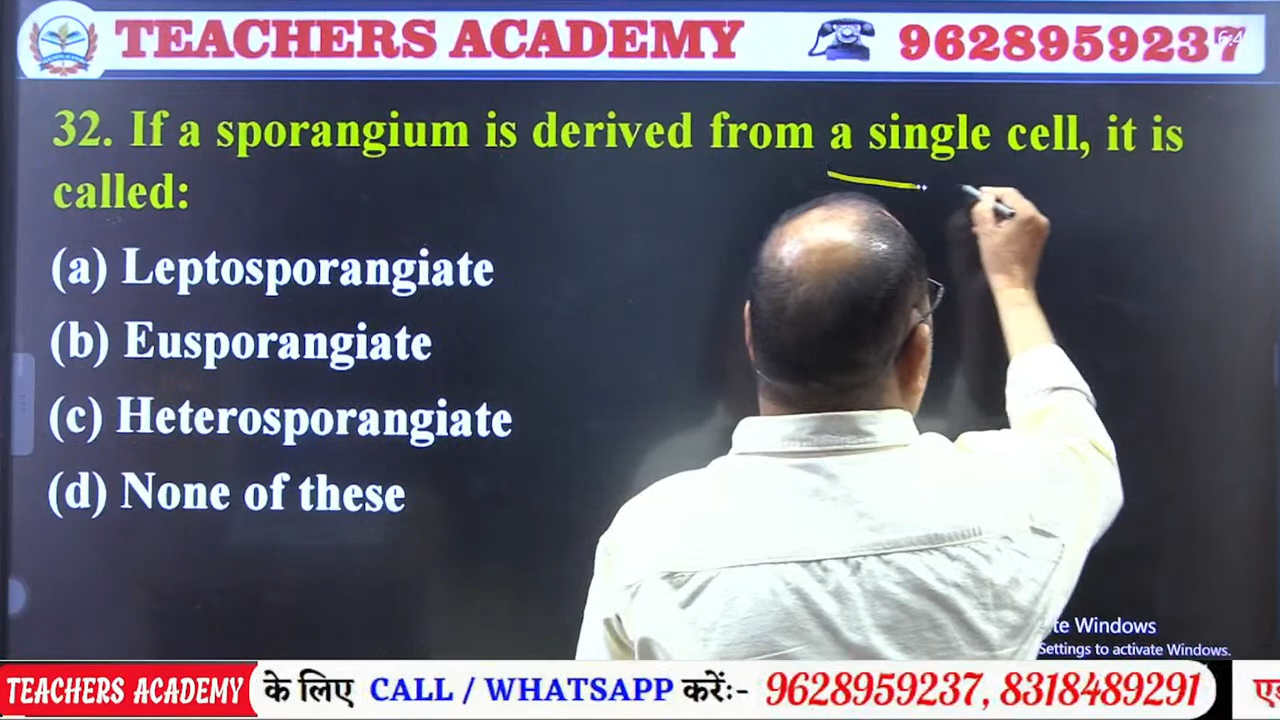 TEACHERS ACADEMY 9628959237
32. If a sporangium is derived from a single cell, it is
called:
(a) Leptosporangiate
(b) Eusporangiate
(c) Heterosporangiate
(d) None of these
te Windows
Settings to activate Windows.
TEACHERS ACADEMY के लिए CALL / WHATSAPP करेंः- 9628959237, 8318489291